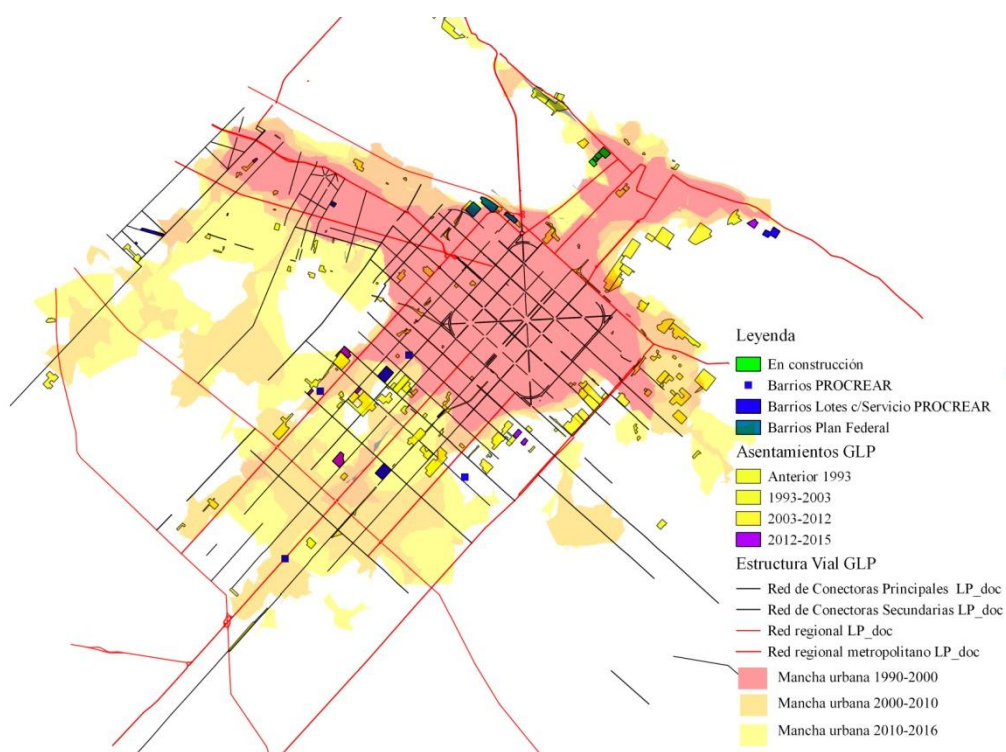 Leyenda
En construcción
Barrios PROCREAR
Barrios Lotes c/Servicio PROCREAR
Barrios Plan Federal
Asentamientos GLP
Anterior 1993
1993-2003
2003-2012
2012-2015
Estructura Vial GLP
Red de Conectoras Principales LP_doc
Red de Conectoras Secundarias LP_doc
Red regional LP_doc
Red regional metropolitano LP_doc
Mancha urbana 1990-2000
Mancha urbana 2000-2010
Mancha urbana 2010-2016